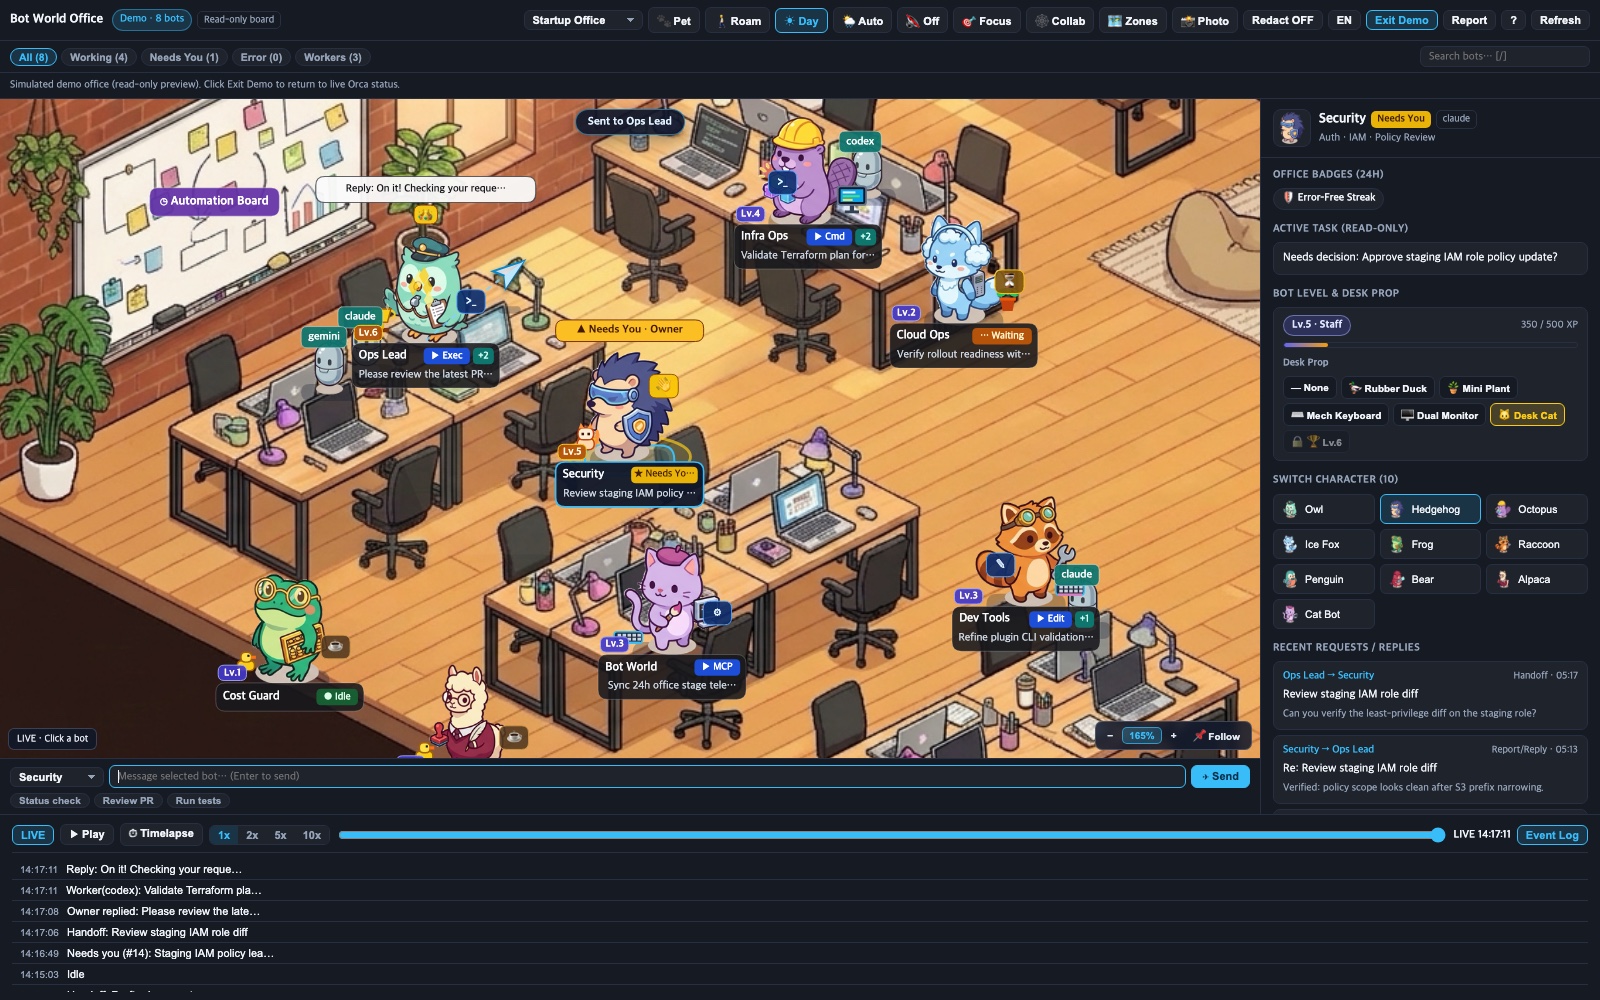 Bot World Office Demo · 8 bots Read-only board Startup Office Pet Roam Day Auto Off Focus Collab Zones Photo Redact OFF EN Exit Demo Report ? Refresh
All (8) Working (4) Needs You (1) Error (0) Workers (3) Search bots··· [/]
Simulated demo office (read-only preview). Click Exit Demo to return to live Orca status.
Sent to Ops Lead
Automation Board
Reply: On it! Checking your reque···
codex
>_
Lv.4
Infra Ops ▶ Cmd +2
Validate Terraform plan for···
>_
claude
gemini
Lv.6
Ops Lead ▶ Exec +2
Please review the latest PR···
Lv.2
Cloud Ops ··· Waiting
Verify rollout readiness wit···
▲ Needs You · Owner
Lv.5
Security ★ Needs Yo···
Review staging IAM policy ···
claude
Lv.3
Dev Tools ▶ Edit +1
Refine plugin CLI validation···
Lv.3
Bot World ▶ MCP
Sync 24h office stage tele···
Lv.1
Cost Guard ● Idle
LIVE · Click a bot
− 165% + Follow
Security Message selected bot··· (Enter to send) Send
Status check Review PR Run tests
Security Needs You claude
Auth · IAM · Policy Review
OFFICE BADGES (24H)
Error-Free Streak
ACTIVE TASK (READ-ONLY)
Needs decision: Approve staging IAM role policy update?
BOT LEVEL & DESK PROP
Lv.5 · Staff 350 / 500 XP
Desk Prop
— None Rubber Duck Mini Plant
Mech Keyboard Dual Monitor Desk Cat
Lv.6
SWITCH CHARACTER (10)
Owl Hedgehog Octopus
Ice Fox Frog Raccoon
Penguin Bear Alpaca
Cat Bot
RECENT REQUESTS / REPLIES
Ops Lead → Security Handoff · 05:17
Review staging IAM role diff
Can you verify the least-privilege diff on the staging role?
Security → Ops Lead Report/Reply · 05:13
Re: Review staging IAM role diff
Verified: policy scope looks clean after S3 prefix narrowing.
LIVE ▶ Play Timelapse 1x 2x 5x 10x LIVE 14:17:11 Event Log
14:17:11 Reply: On it! Checking your reque…
14:17:11 Worker(codex): Validate Terraform pla…
14:17:08 Owner replied: Please review the late…
14:17:06 Handoff: Review staging IAM role diff
14:16:49 Needs you (#14): Staging IAM policy lea…
14:15:03 Idle